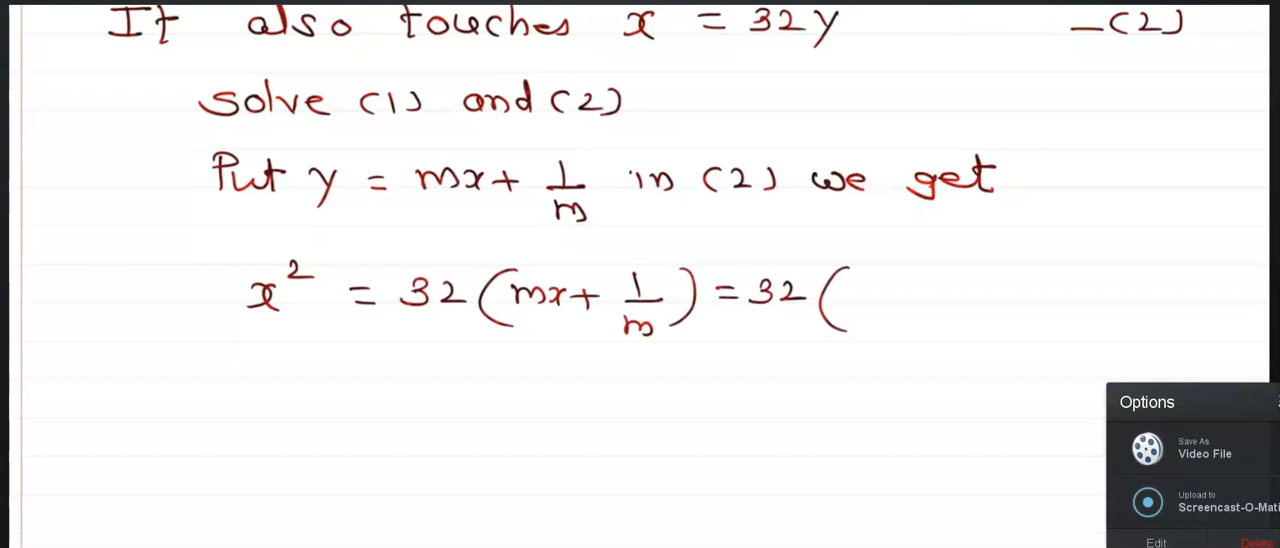 It also touches x = 32y —(2)
Solve (1) and (2)
Put y = mx + 1/m in (2) we get
x² = 32(mx + 1/m) = 32(
Options
Save As
Video File
Upload to
Screencast-O-Mati
Edit
Delete